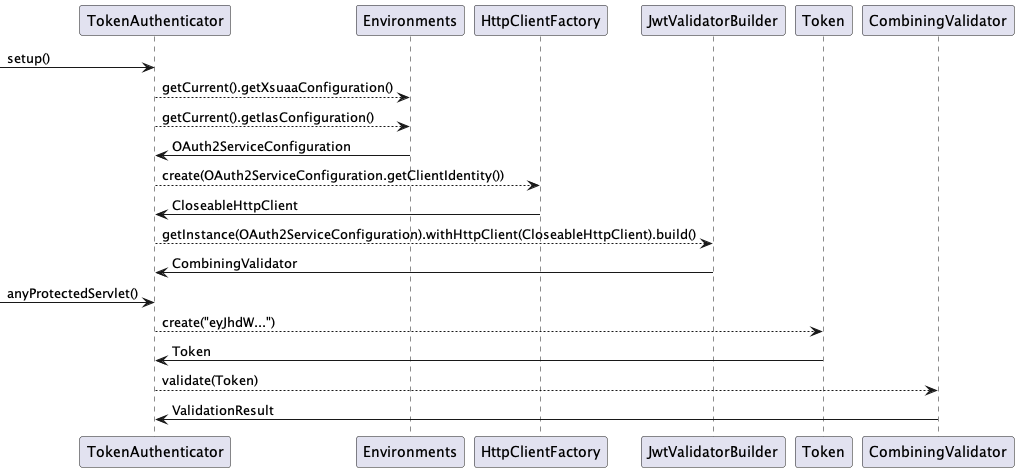 TokenAuthenticator Environments HttpClientFactory JwtValidatorBuilder Token CombiningValidator
setup()
getCurrent().getXsuaaConfiguration()
getCurrent().getIasConfiguration()
OAuth2ServiceConfiguration
create(OAuth2ServiceConfiguration.getClientIdentity())
CloseableHttpClient
getInstance(OAuth2ServiceConfiguration).withHttpClient(CloseableHttpClient).build()
CombiningValidator
anyProtectedServlet()
create("eyJhdW...")
Token
validate(Token)
ValidationResult
TokenAuthenticator Environments HttpClientFactory JwtValidatorBuilder Token CombiningValidator